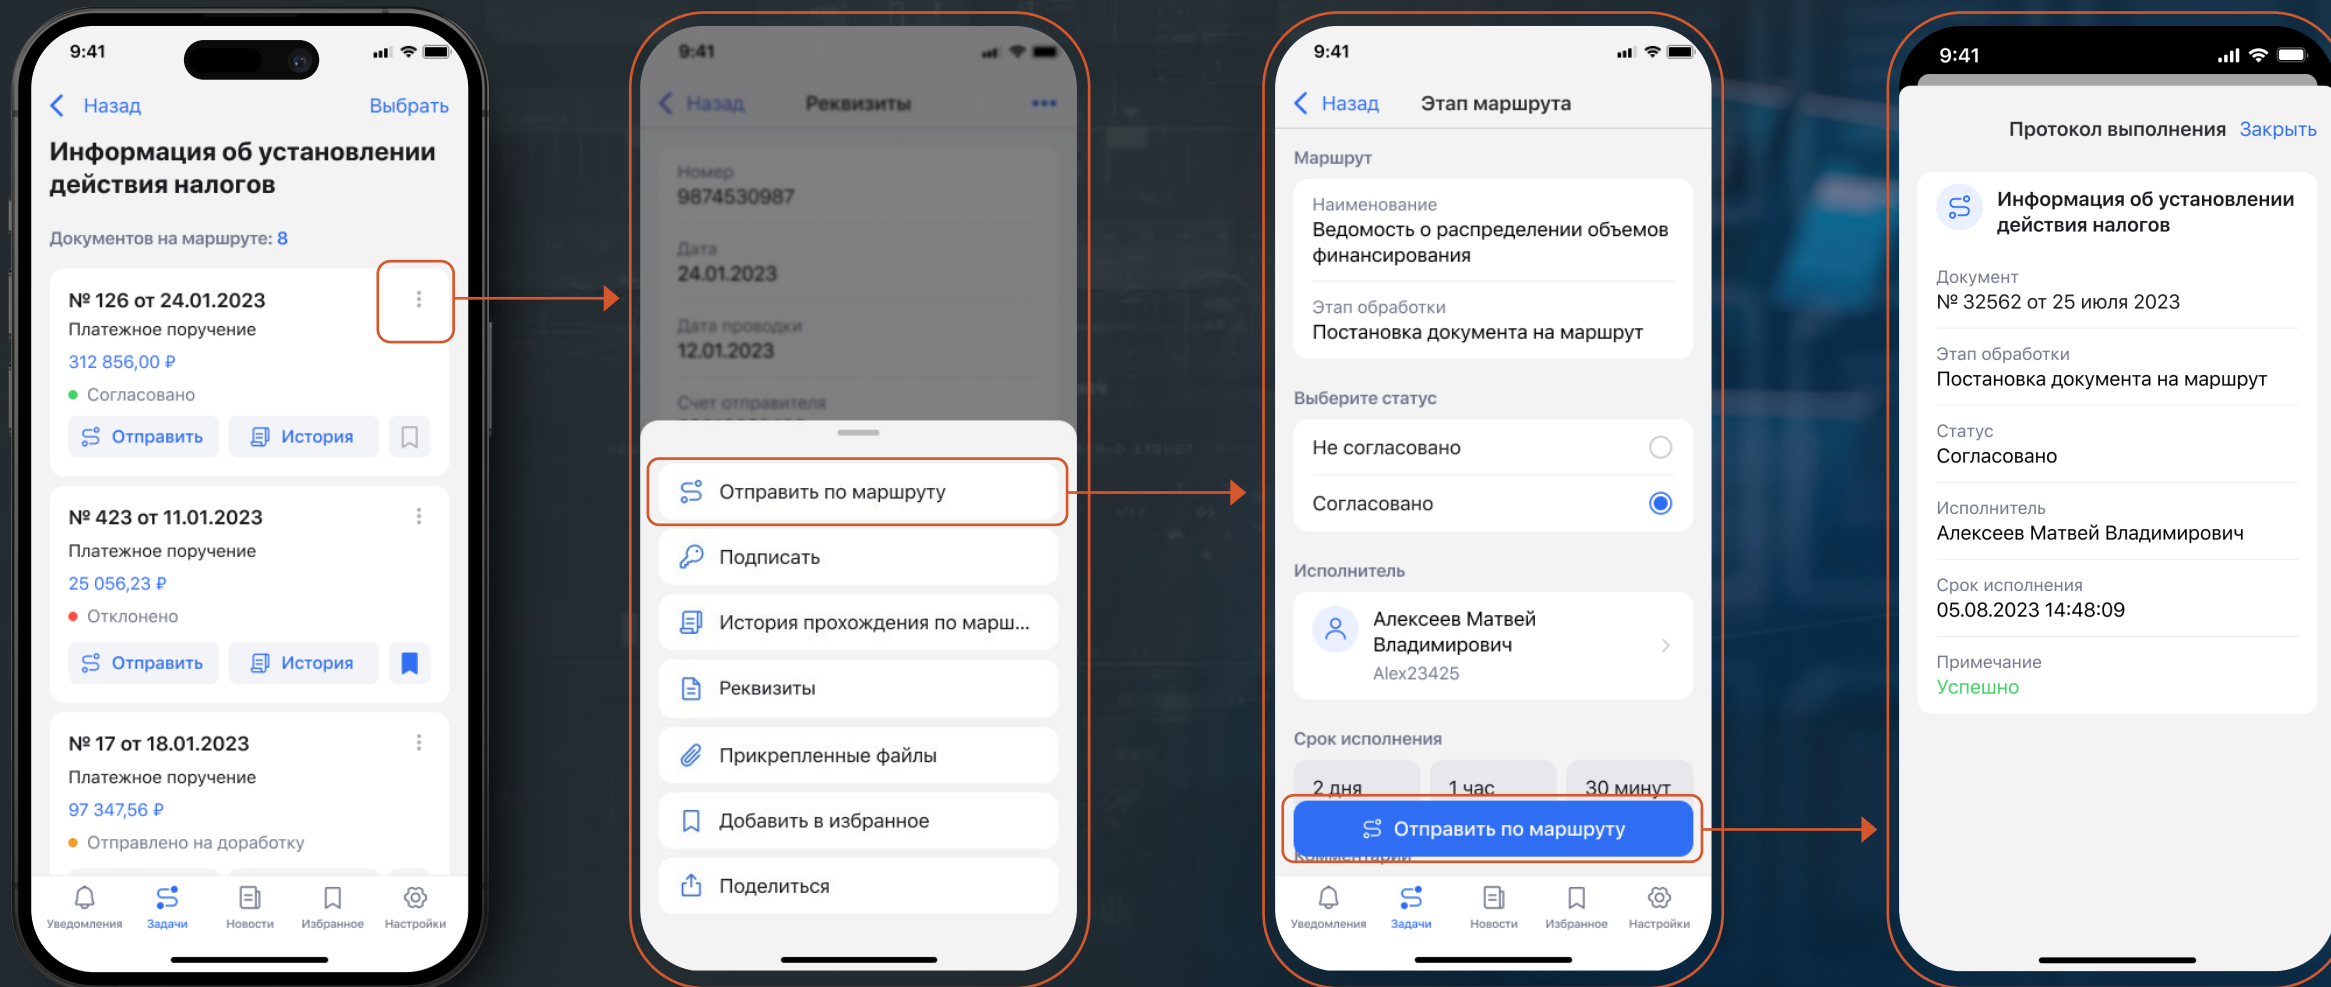 9:41
Назад
Выбрать
Информация об установлении
действия налогов
Документов на маршруте: 8
№ 126 от 24.01.2023
Платежное поручение
312 856,00 ₽
Согласовано
Отправить
История
№ 423 от 11.01.2023
Платежное поручение
25 056,23 ₽
Отклонено
Отправить
История
№ 17 от 18.01.2023
Платежное поручение
97 347,56 ₽
Отправлено на доработку
Уведомления
Задачи
Новости
Избранное
Настройки
9:41
Назад
Реквизиты
Номер
9874530987
Дата
24.01.2023
Дата проводки
12.01.2023
Счет отправителя
Отправить по маршруту
Подписать
История прохождения по марш...
Реквизиты
Прикрепленные файлы
Добавить в избранное
Поделиться
9:41
Назад
Этап маршрута
Маршрут
Наименование
Ведомость о распределении объемов
финансирования
Этап обработки
Постановка документа на маршрут
Выберите статус
Не согласовано
Согласовано
Исполнитель
Алексеев Матвей
Владимирович
Alex23425
Срок исполнения
2 дня
1 час
30 минут
Отправить по маршруту
Комментарий
Уведомления
Задачи
Новости
Избранное
Настройки
9:41
Протокол выполнения
Закрыть
Информация об установлении
действия налогов
Документ
№ 32562 от 25 июля 2023
Этап обработки
Постановка документа на маршрут
Статус
Согласовано
Исполнитель
Алексеев Матвей Владимирович
Срок исполнения
05.08.2023 14:48:09
Примечание
Успешно